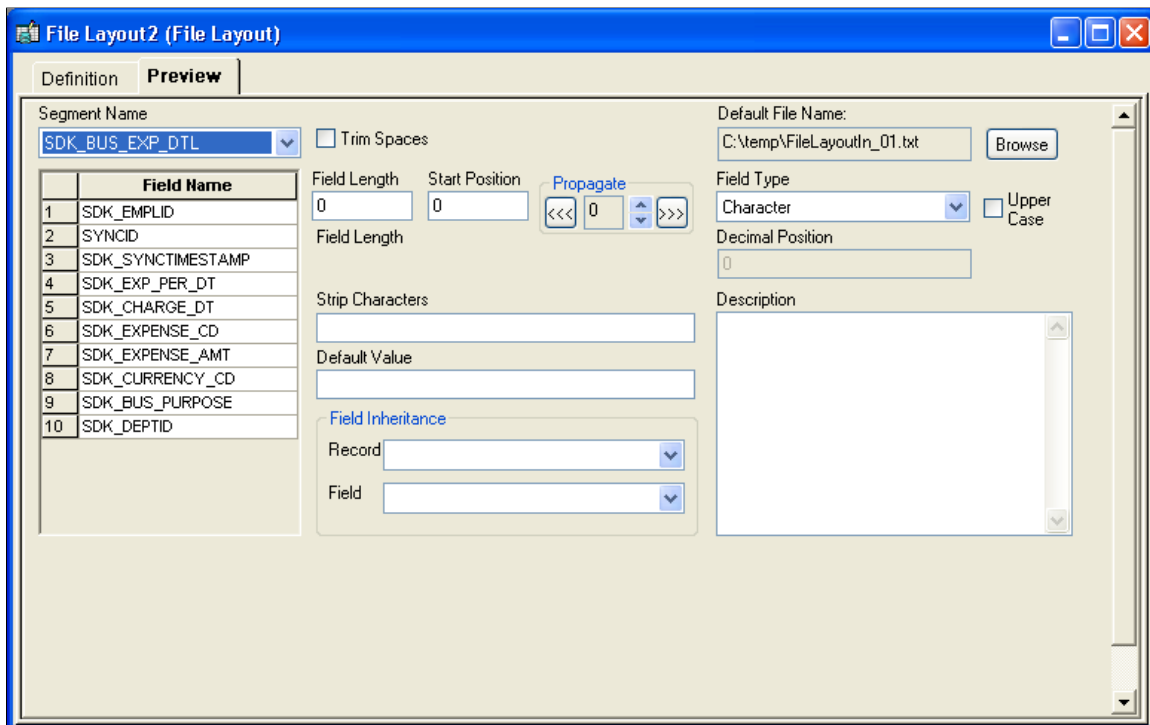 File Layout2 (File Layout)
Definition Preview
Segment Name
SDK_BUS_EXP_DTL
Trim Spaces
Default File Name:
C:\temp\FileLayoutIn_01.txt
Browse
Field Name
1 SDK_EMPLID
2 SYNCID
3 SDK_SYNCTIMESTAMP
4 SDK_EXP_PER_DT
5 SDK_CHARGE_DT
6 SDK_EXPENSE_CD
7 SDK_EXPENSE_AMT
8 SDK_CURRENCY_CD
9 SDK_BUS_PURPOSE
10 SDK_DEPTID
Field Length
0
Start Position
0
Propagate
<<< 0 >>>
Field Type
Character
Upper
Case
Field Length
Decimal Position
0
Strip Characters
Default Value
Field Inheritance
Record
Field
Description